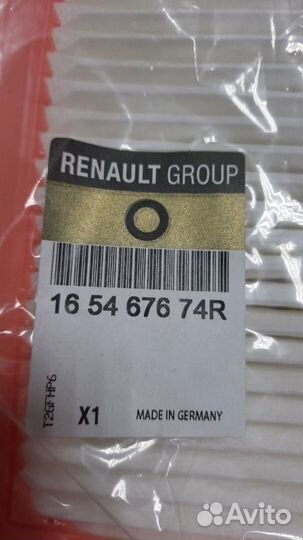 RENAULT GROUP
16 54 676 74R
T2GFHP6
X1
MADE IN GERMANY
Avito